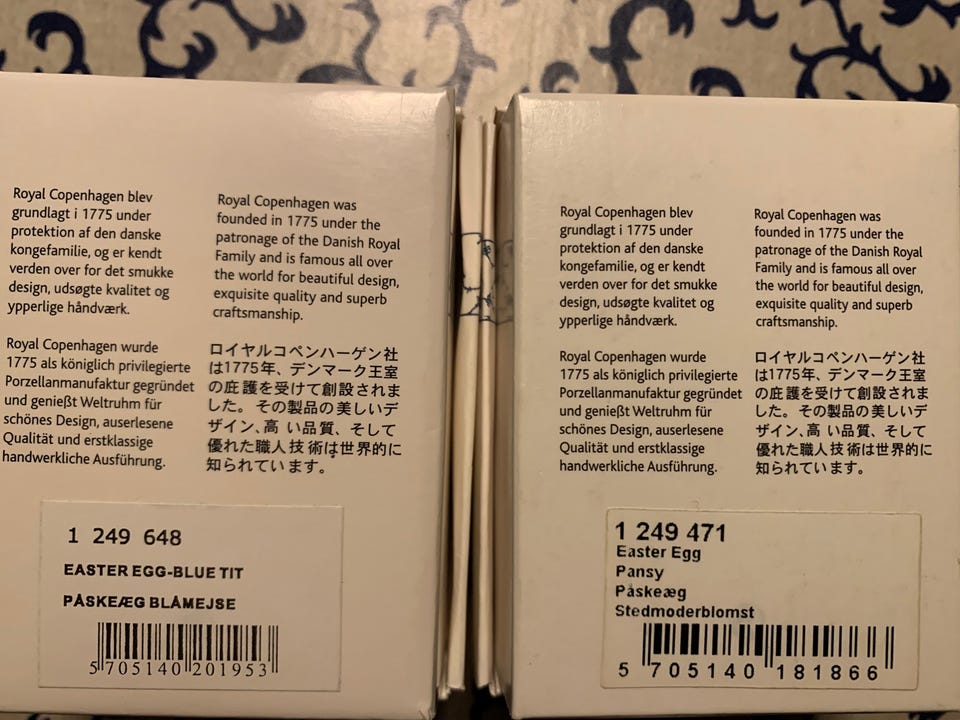 Royal Copenhagen blev
grundlagt i 1775 under
protektion af den danske
kongefamilie, og er kendt
verden over for det smukke
design, udsøgte kvalitet og
ypperlige håndværk.
Royal Copenhagen was
founded in 1775 under the
patronage of the Danish Royal
Family and is famous all over
the world for beautiful design,
exquisite quality and superb
craftsmanship.
Royal Copenhagen wurde
1775 als königlich privilegierte
Porzellanmanufaktur gegründet
und genießt Weltruhm für
schönes Design, auserlesene
Qualität und erstklassige
handwerkliche Ausführung.
ロイヤルコペンハーゲン社
は1775年、デンマーク王室
の庇護を受けて創設されま
した。その製品の美しいデ
ザイン、高い品質、そして
優れた職人技術は世界的に
知られています。
1 249 648
EASTER EGG-BLUE TIT
PÅSKEÆG BLÅMEJSE
5 705140 201953
Royal Copenhagen blev
grundlagt i 1775 under
protektion af den danske
kongefamilie, og er kendt
verden over for det smukke
design, udsøgte kvalitet og
ypperlige håndværk.
Royal Copenhagen was
founded in 1775 under the
patronage of the Danish Royal
Family and is famous all over
the world for beautiful design,
exquisite quality and superb
craftsmanship.
Royal Copenhagen wurde
1775 als königlich privilegierte
Porzellanmanufaktur gegründet
und genießt Weltruhm für
schönes Design, auserlesene
Qualität und erstklassige
handwerkliche Ausführung.
ロイヤルコペンハーゲン社
は1775年、デンマーク王室
の庇護を受けて創設されま
した。その製品の美しいデ
ザイン、高い品質、そして
優れた職人技術は世界的に
知られています。
1 249 471
Easter Egg
Pansy
Påskeæg
Stedmoderblomst
5 705140 181866